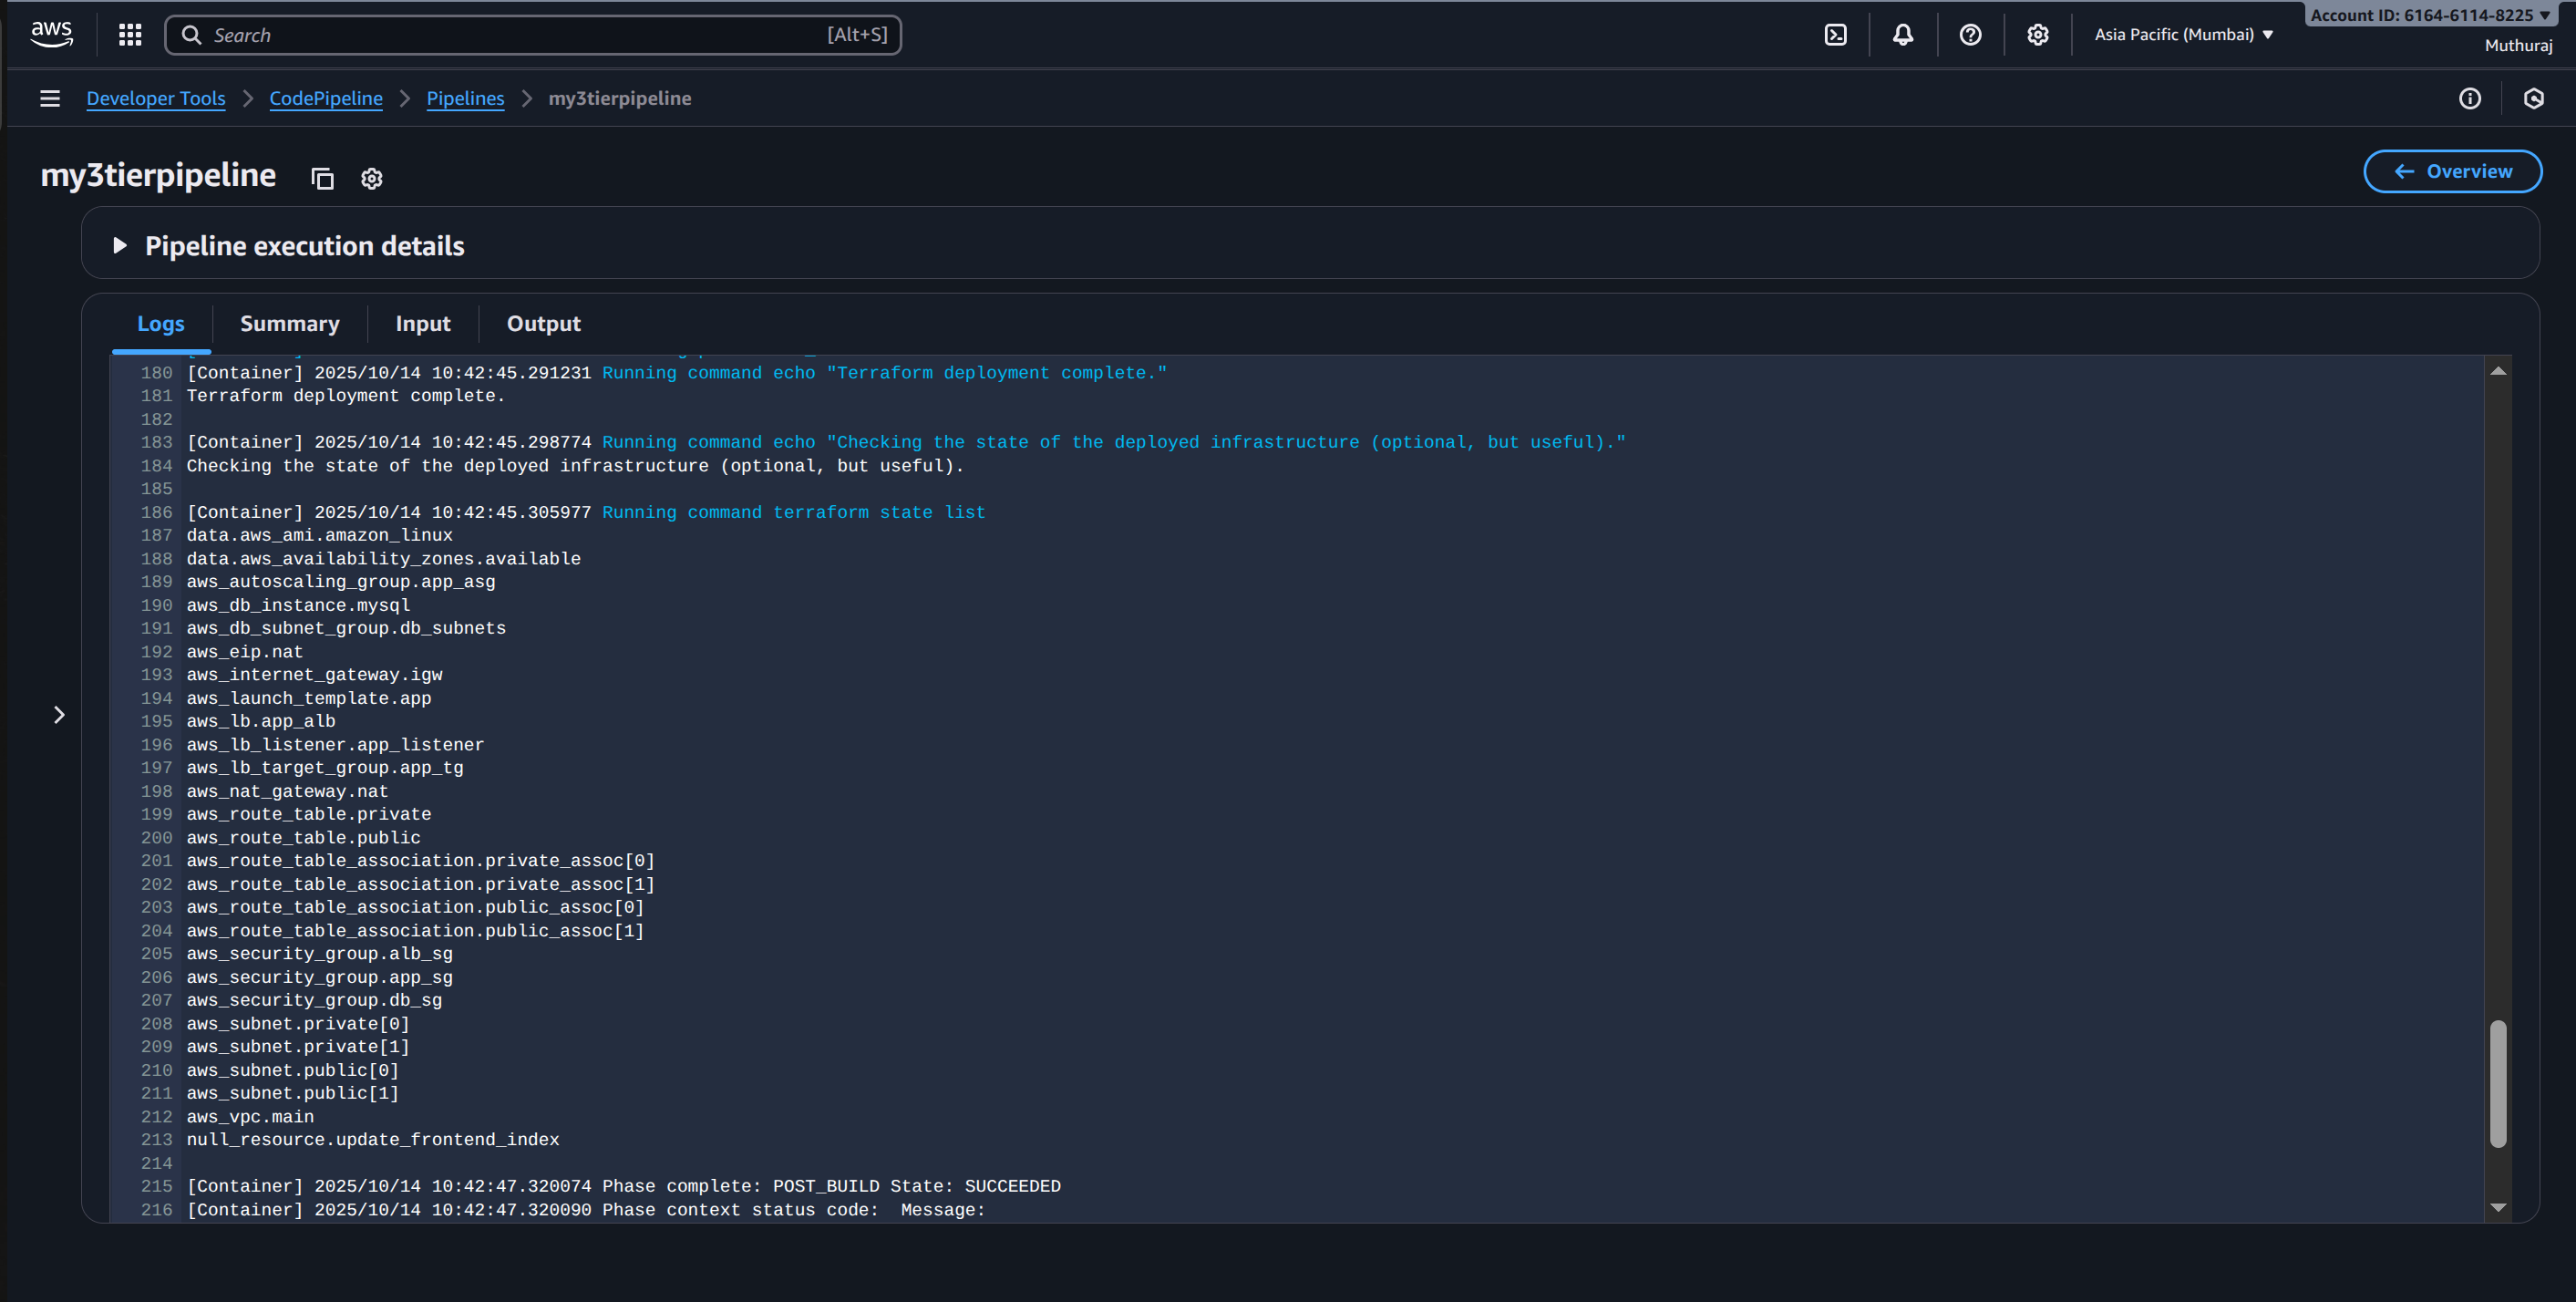 aws
Search [Alt+S]
Asia Pacific (Mumbai)
Account ID: 6164-6114-8225
Muthuraj
Developer Tools CodePipeline Pipelines my3tierpipeline
my3tierpipeline
Overview
Pipeline execution details
Logs Summary Input Output
180 [Container] 2025/10/14 10:42:45.291231 Running command echo "Terraform deployment complete."
181 Terraform deployment complete.
182
183 [Container] 2025/10/14 10:42:45.298774 Running command echo "Checking the state of the deployed infrastructure (optional, but useful)."
184 Checking the state of the deployed infrastructure (optional, but useful).
185
186 [Container] 2025/10/14 10:42:45.305977 Running command terraform state list
187 data.aws_ami.amazon_linux
188 data.aws_availability_zones.available
189 aws_autoscaling_group.app_asg
190 aws_db_instance.mysql
191 aws_db_subnet_group.db_subnets
192 aws_eip.nat
193 aws_internet_gateway.igw
194 aws_launch_template.app
195 aws_lb.app_alb
196 aws_lb_listener.app_listener
197 aws_lb_target_group.app_tg
198 aws_nat_gateway.nat
199 aws_route_table.private
200 aws_route_table.public
201 aws_route_table_association.private_assoc[0]
202 aws_route_table_association.private_assoc[1]
203 aws_route_table_association.public_assoc[0]
204 aws_route_table_association.public_assoc[1]
205 aws_security_group.alb_sg
206 aws_security_group.app_sg
207 aws_security_group.db_sg
208 aws_subnet.private[0]
209 aws_subnet.private[1]
210 aws_subnet.public[0]
211 aws_subnet.public[1]
212 aws_vpc.main
213 null_resource.update_frontend_index
214
215 [Container] 2025/10/14 10:42:47.320074 Phase complete: POST_BUILD State: SUCCEEDED
216 [Container] 2025/10/14 10:42:47.320090 Phase context status code:  Message: